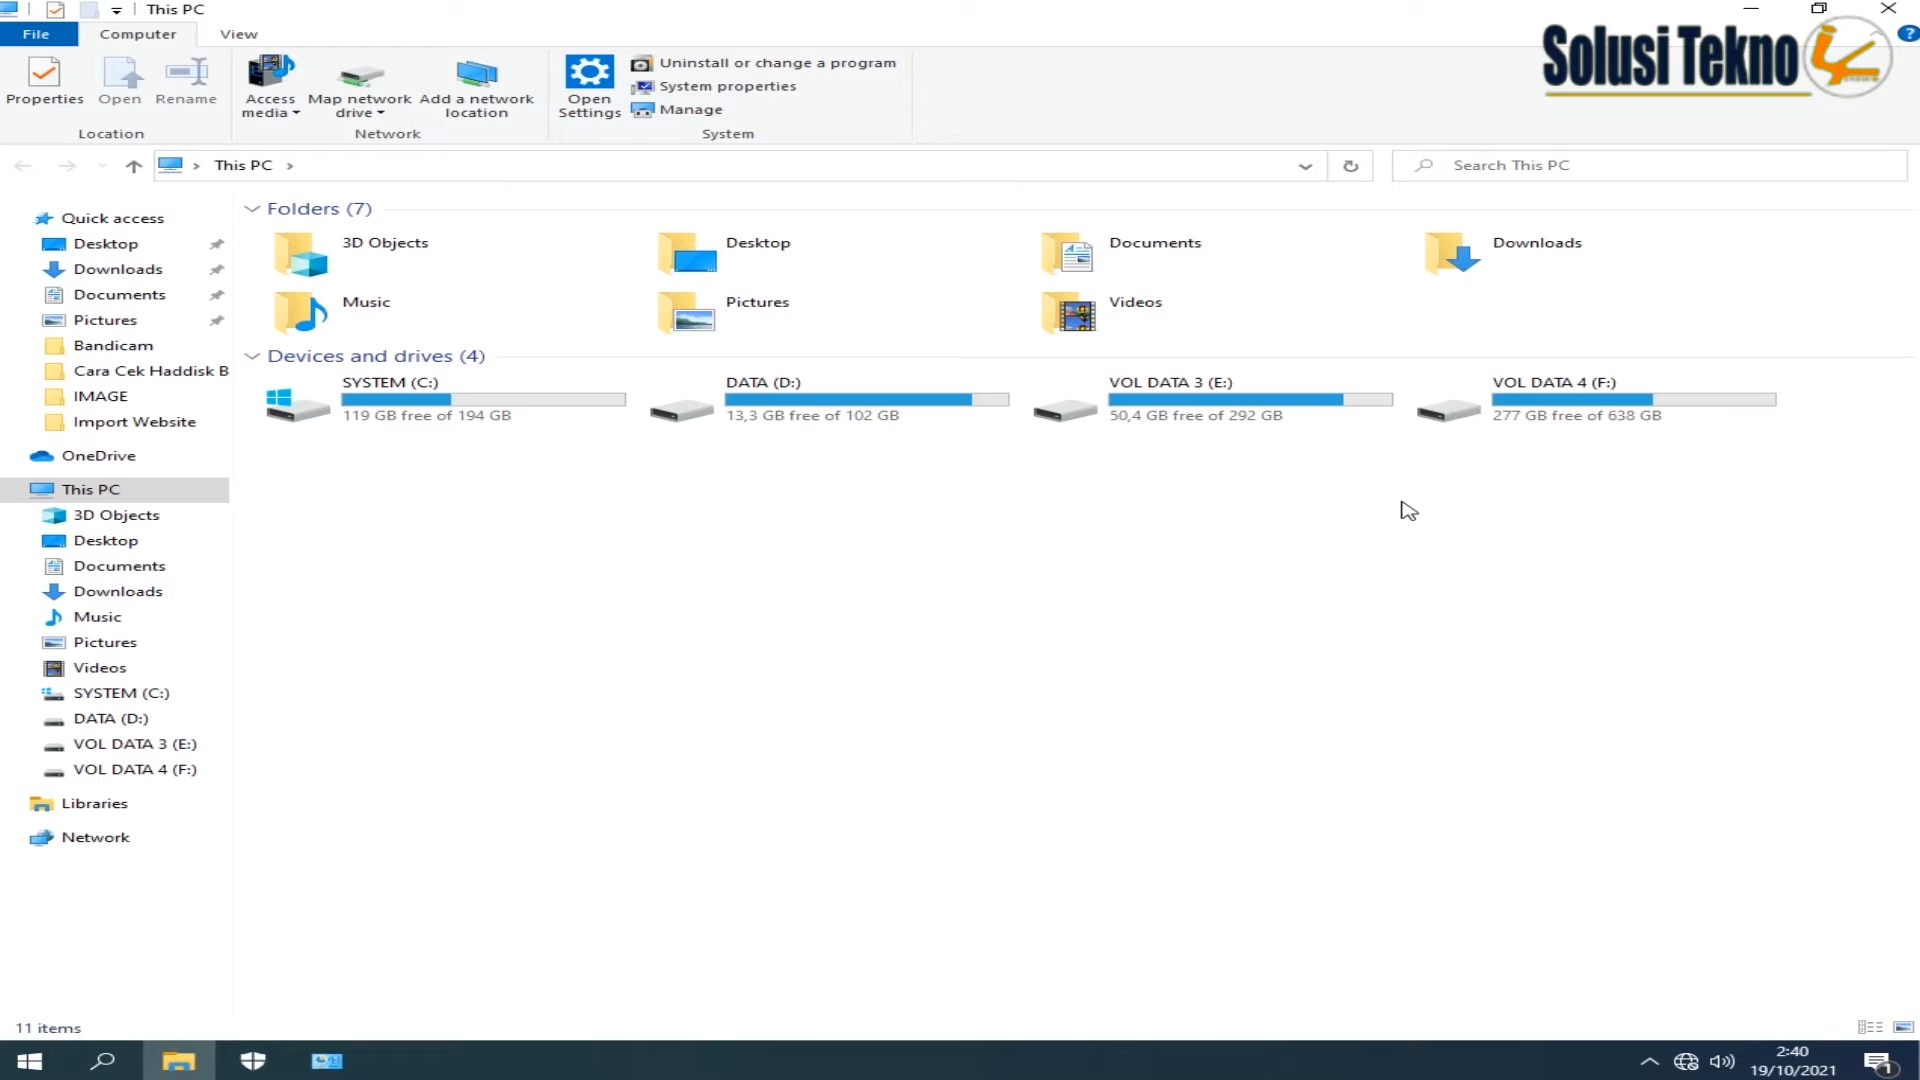 This PC
File
Computer
View
Solusi Tekno
Properties
Open
Rename
Access media
Map network drive
Add a network location
Open Settings
Uninstall or change a program
System properties
Manage
Location
Network
System
This PC
Search This PC
Quick access
Desktop
Downloads
Documents
Pictures
Bandicam
Cara Cek Haddisk B
IMAGE
Import Website
OneDrive
This PC
3D Objects
Desktop
Documents
Downloads
Music
Pictures
Videos
SYSTEM (C:)
DATA (D:)
VOL DATA 3 (E:)
VOL DATA 4 (F:)
Libraries
Network
Folders (7)
3D Objects
Desktop
Documents
Downloads
Music
Pictures
Videos
Devices and drives (4)
SYSTEM (C:)
119 GB free of 194 GB
DATA (D:)
13,3 GB free of 102 GB
VOL DATA 3 (E:)
50,4 GB free of 292 GB
VOL DATA 4 (F:)
277 GB free of 638 GB
11 items
2:40
19/10/2021
1